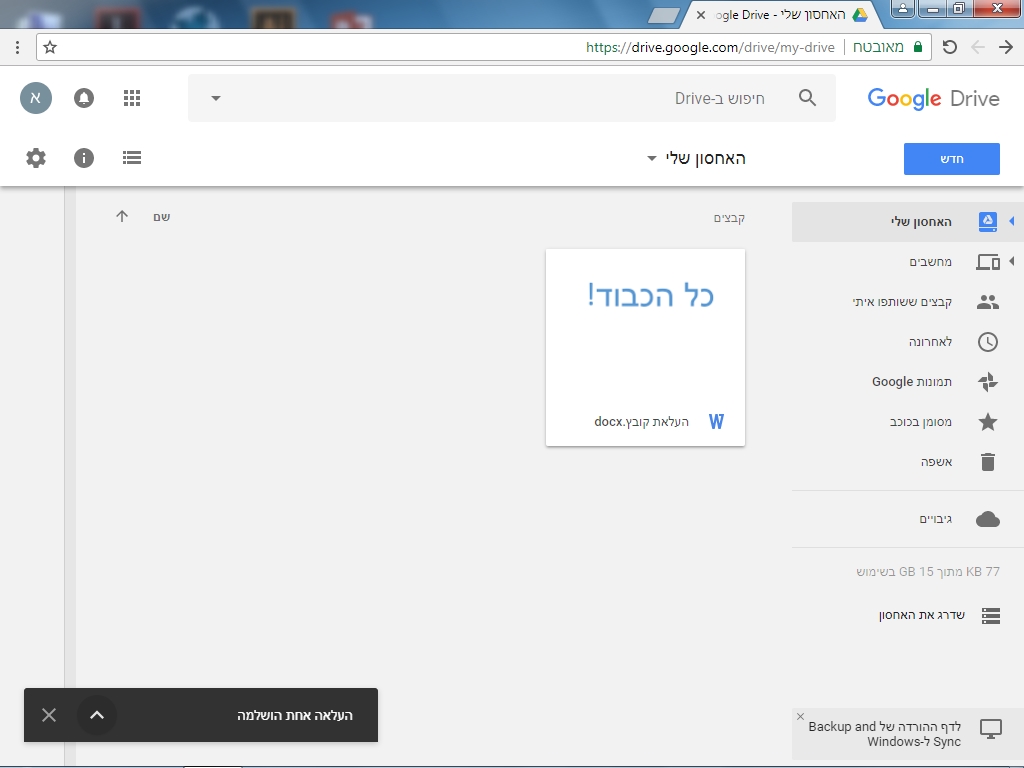 האחסון שלי - ogle Drive
מאובטח https://drive.google.com/drive/my-drive
Google Drive
חיפוש ב-Drive
א
חדש
האחסון שלי
האחסון שלי
מחשבים
קבצים ששותפו איתי
לאחרונה
תמונות Google
מסומן בכוכב
אשפה
גיבויים
77 KB מתוך 15 GB בשימוש
שדרג את האחסון
לדף ההורדה של Backup and
Sync ל-Windows
קבצים
שם
כל הכבוד!
W העלאת קובץ.docx
העלאה אחת הושלמה